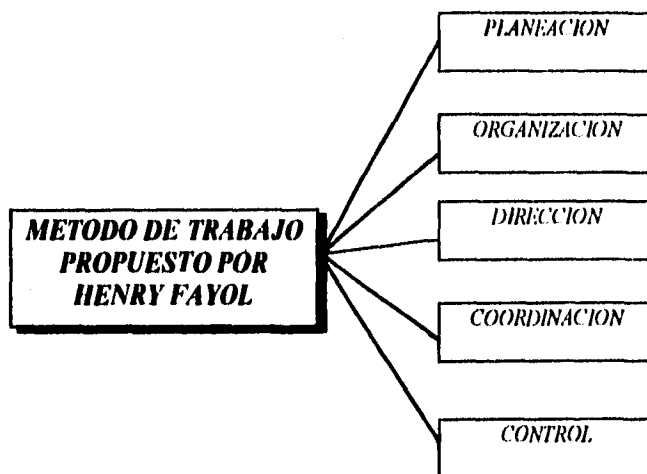 PLANEACION
ORGANIZACION
DIRECCION
METODO DE TRABAJO
PROPUESTO POR
HENRY FAYOL
COORDINACION
CONTROL